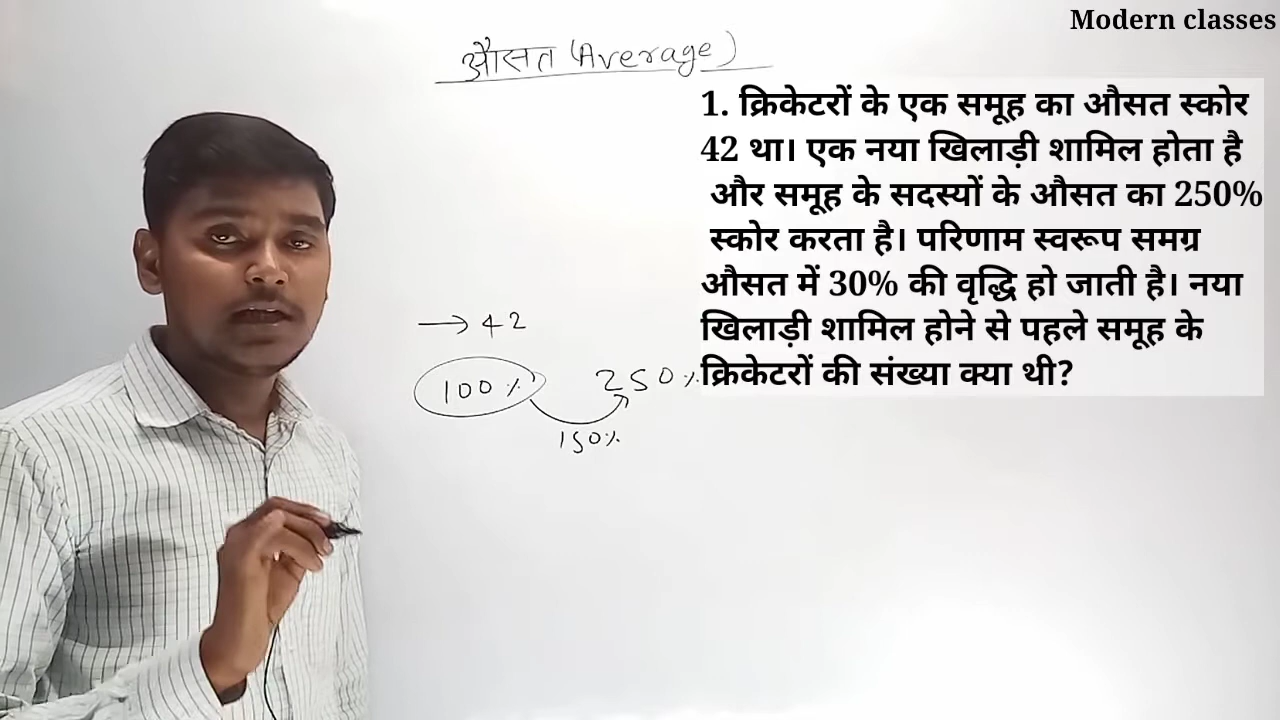 Modern classes
औसत (Average)
1. क्रिकेटरों के एक समूह का औसत स्कोर
42 था। एक नया खिलाड़ी शामिल होता है
और समूह के सदस्यों के औसत का 250%
स्कोर करता है। परिणाम स्वरूप समग्र
औसत में 30% की वृद्धि हो जाती है। नया
खिलाड़ी शामिल होने से पहले समूह के
क्रिकेटरों की संख्या क्या थी?
→ 42
100% 250%
150%